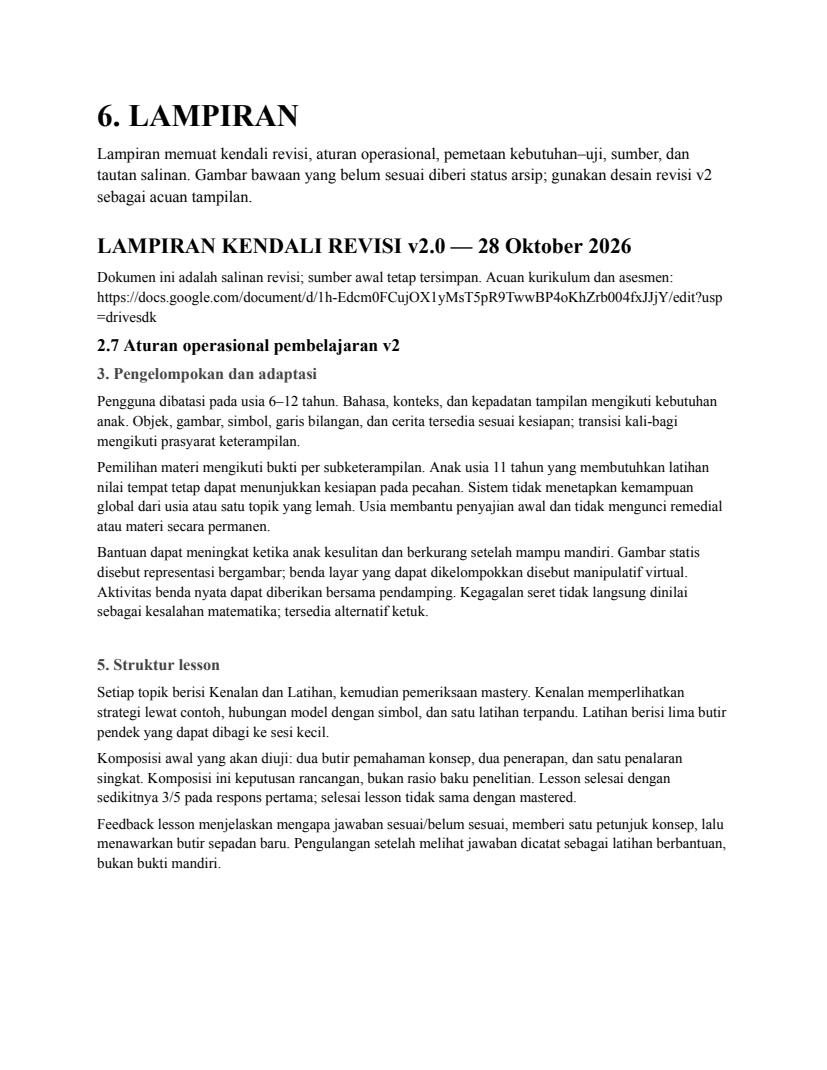 6. LAMPIRAN
Lampiran memuat kendali revisi, aturan operasional, pemetaan kebutuhan–uji, sumber, dan
tautan salinan. Gambar bawaan yang belum sesuai diberi status arsip; gunakan desain revisi v2
sebagai acuan tampilan.
LAMPIRAN KENDALI REVISI v2.0 — 28 Oktober 2026
Dokumen ini adalah salinan revisi; sumber awal tetap tersimpan. Acuan kurikulum dan asesmen:
https://docs.google.com/document/d/1h-Edcm0FCujOX1yMsT5pR9TwwBP4oKhZrb004fxJJjY/edit?usp
=drivesdk
2.7 Aturan operasional pembelajaran v2
3. Pengelompokan dan adaptasi
Pengguna dibatasi pada usia 6–12 tahun. Bahasa, konteks, dan kepadatan tampilan mengikuti kebutuhan
anak. Objek, gambar, simbol, garis bilangan, dan cerita tersedia sesuai kesiapan; transisi kali-bagi
mengikuti prasyarat keterampilan.
Pemilihan materi mengikuti bukti per subketerampilan. Anak usia 11 tahun yang membutuhkan latihan
nilai tempat tetap dapat menunjukkan kesiapan pada pecahan. Sistem tidak menetapkan kemampuan
global dari usia atau satu topik yang lemah. Usia membantu penyajian awal dan tidak mengunci remedial
atau materi secara permanen.
Bantuan dapat meningkat ketika anak kesulitan dan berkurang setelah mampu mandiri. Gambar statis
disebut representasi bergambar; benda layar yang dapat dikelompokkan disebut manipulatif virtual.
Aktivitas benda nyata dapat diberikan bersama pendamping. Kegagalan seret tidak langsung dinilai
sebagai kesalahan matematika; tersedia alternatif ketuk.
5. Struktur lesson
Setiap topik berisi Kenalan dan Latihan, kemudian pemeriksaan mastery. Kenalan memperlihatkan
strategi lewat contoh, hubungan model dengan simbol, dan satu latihan terpandu. Latihan berisi lima butir
pendek yang dapat dibagi ke sesi kecil.
Komposisi awal yang akan diuji: dua butir pemahaman konsep, dua penerapan, dan satu penalaran
singkat. Komposisi ini keputusan rancangan, bukan rasio baku penelitian. Lesson selesai dengan
sedikitnya 3/5 pada respons pertama; selesai lesson tidak sama dengan mastered.
Feedback lesson menjelaskan mengapa jawaban sesuai/belum sesuai, memberi satu petunjuk konsep, lalu
menawarkan butir sepadan baru. Pengulangan setelah melihat jawaban dicatat sebagai latihan berbantuan,
bukan bukti mandiri.